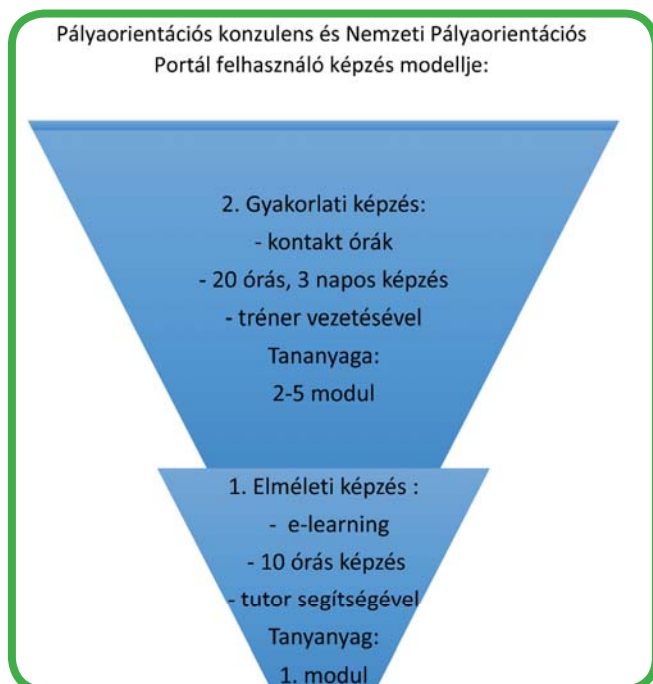 Pályaorientációs konzulens és Nemzeti Pályaorientációs
Portál felhasználó képzés modellje:
2. Gyakorlati képzés:
- kontakt órák
- 20 órás, 3 napos képzés
- tréner vezetésével
Tananyaga:
2-5 modul
1. Elméleti képzés :
- e-learning
- 10 órás képzés
- tutor segítségével
Tanyanyag:
1. modul